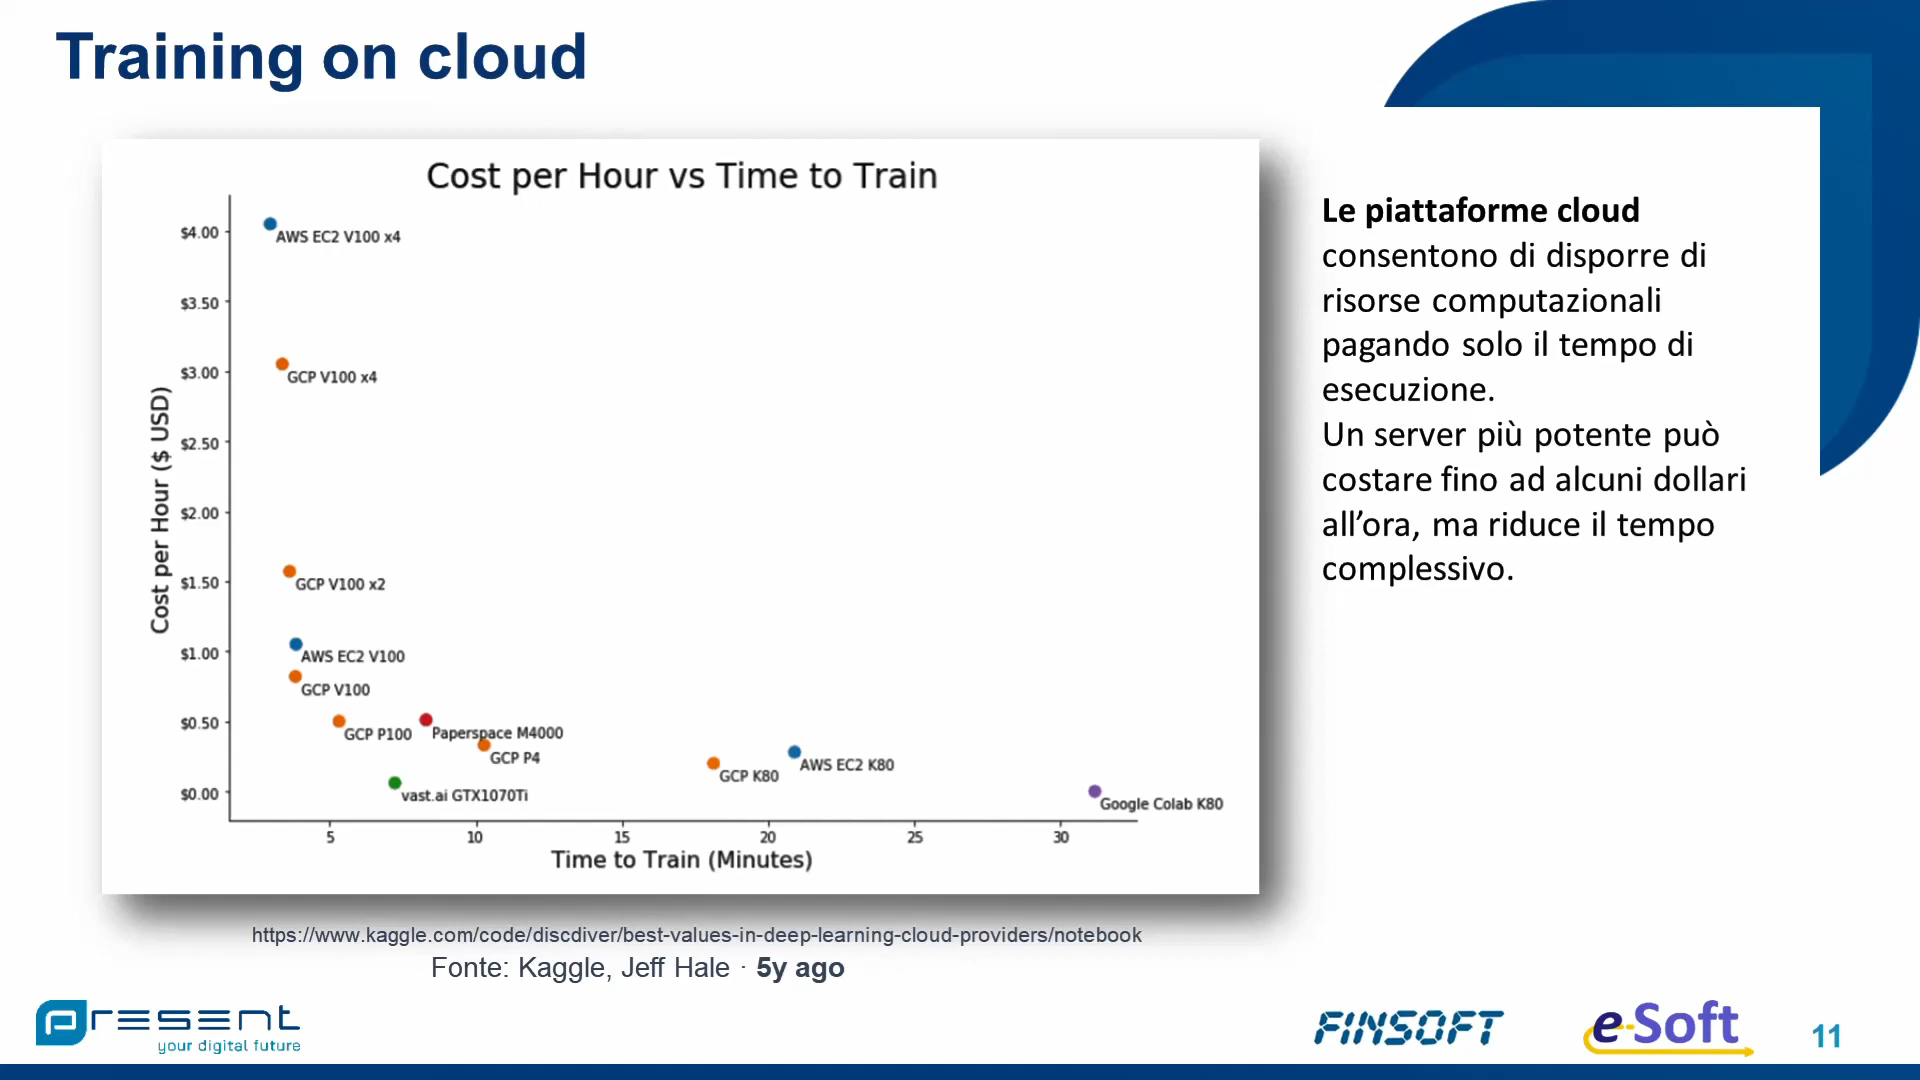 Training on cloud
Cost per Hour vs Time to Train
Cost per Hour ($ USD)
$4.00
$3.50
$3.00
$2.50
$2.00
$1.50
$1.00
$0.50
$0.00
AWS EC2 V100 x4
GCP V100 x4
GCP V100 x2
AWS EC2 V100
GCP V100
GCP P100
Paperspace M4000
GCP P4
vast.ai GTX1070Ti
GCP K80
AWS EC2 K80
Google Colab K80
5 10 15 20 25 30
Time to Train (Minutes)
Le piattaforme cloud
consentono di disporre di
risorse computazionali
pagando solo il tempo di
esecuzione.
Un server più potente può
costare fino ad alcuni dollari
all’ora, ma riduce il tempo
complessivo.
https://www.kaggle.com/code/discdiver/best-values-in-deep-learning-cloud-providers/notebook
Fonte: Kaggle, Jeff Hale · 5y ago
present
your digital future
FINSOFT
e-Soft
11